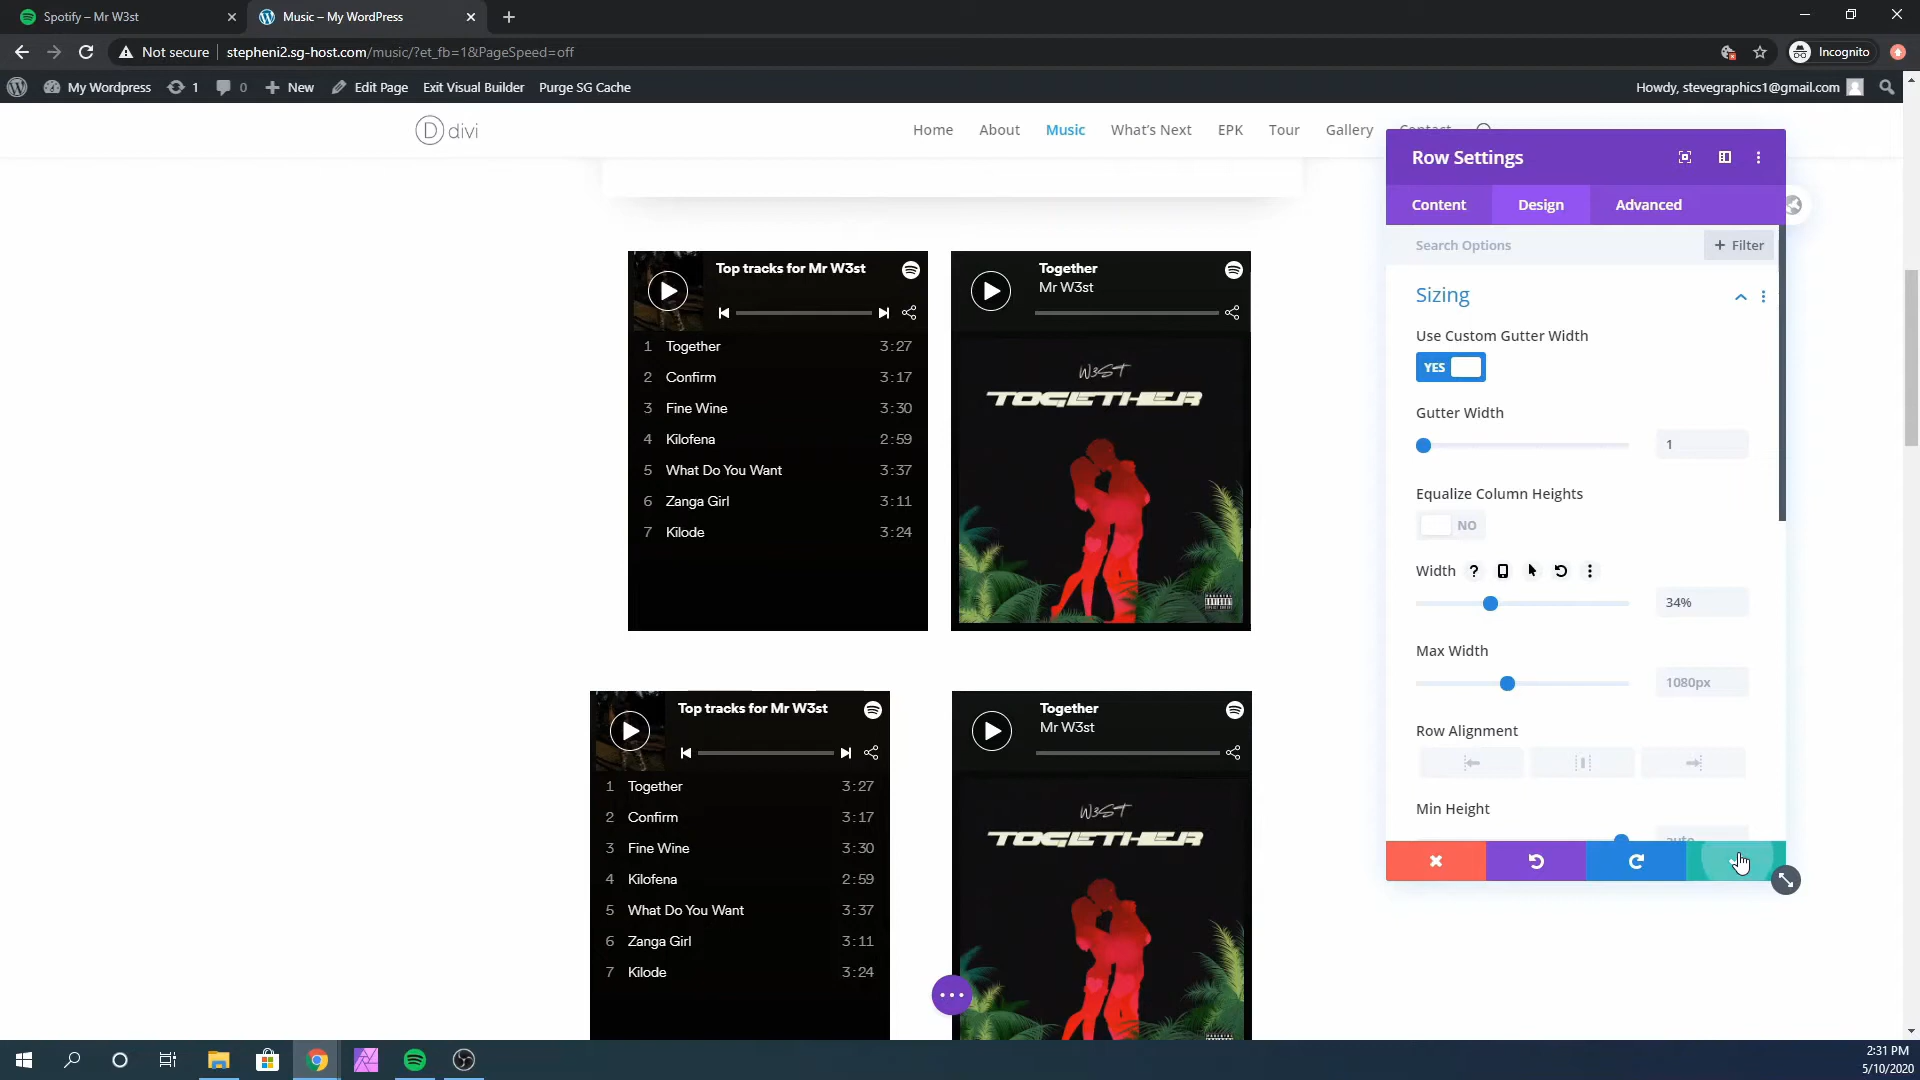 Spotify – Mr W3st
Music – My WordPress
Not secure
stepheni2.sg-host.com/music/?et_fb=1&PageSpeed=off
Incognito
My Wordpress
1
0
New
Edit Page
Exit Visual Builder
Purge SG Cache
Howdy, stevegraphics1@gmail.com
D divi
Home
About
Music
What's Next
EPK
Tour
Gallery
Contact
Row Settings
Content
Design
Advanced
Search Options
+ Filter
Sizing
Use Custom Gutter Width
YES
Gutter Width
1
Equalize Column Heights
NO
Width
?
34%
Max Width
1080px
Row Alignment
Min Height
auto
Top tracks for Mr W3st
1 Together 3:27
2 Confirm 3:17
3 Fine Wine 3:30
4 Kilofena 2:59
5 What Do You Want 3:37
6 Zanga Girl 3:11
7 Kilode 3:24
Together
Mr W3st
W3ST
TOGETHER
Top tracks for Mr W3st
1 Together 3:27
2 Confirm 3:17
3 Fine Wine 3:30
4 Kilofena 2:59
5 What Do You Want 3:37
6 Zanga Girl 3:11
7 Kilode 3:24
Together
Mr W3st
W3ST
TOGETHER
2:31 PM
5/10/2020